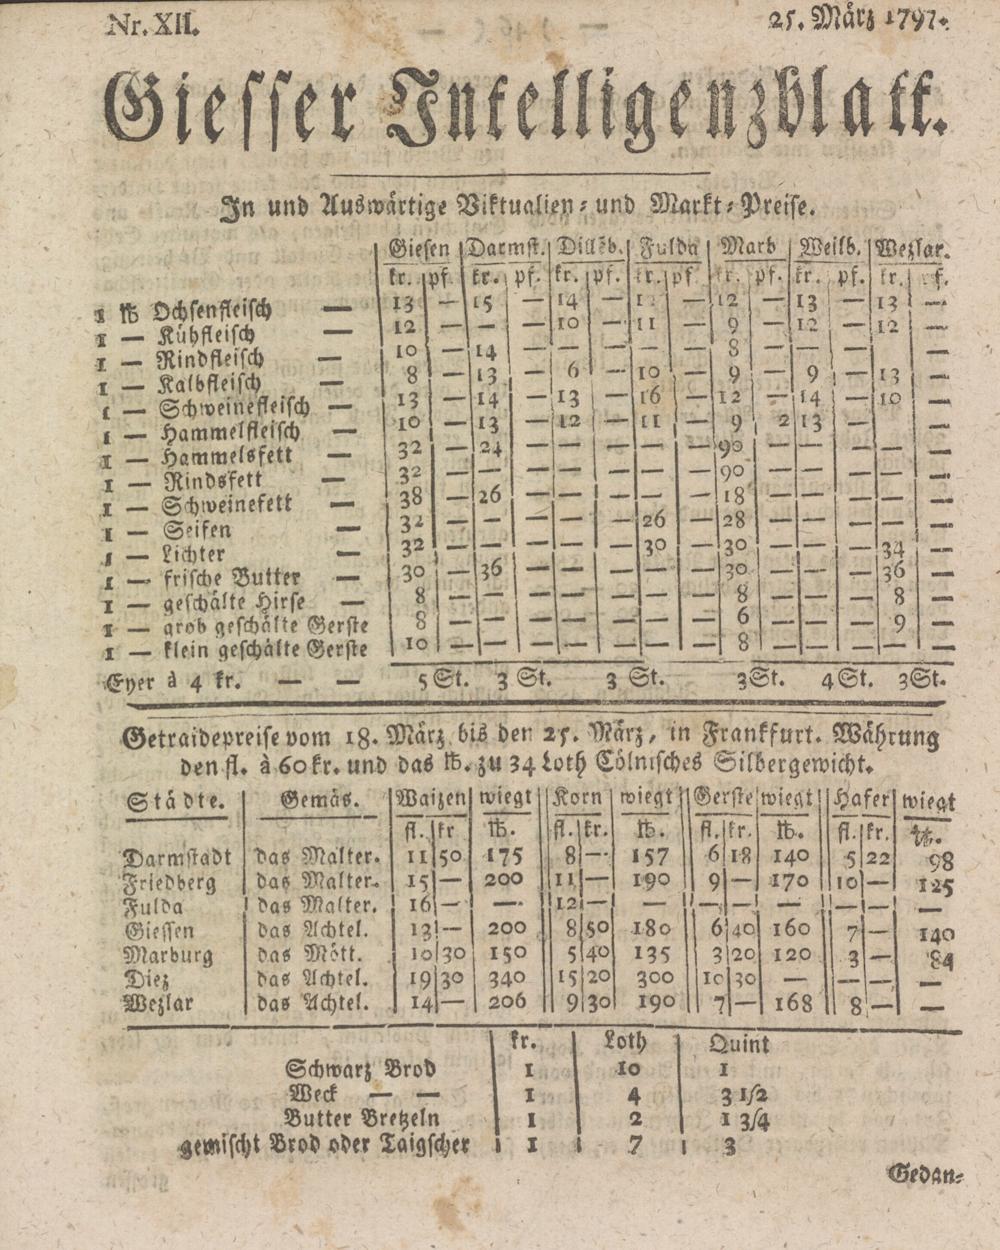 Nr. XII. 25. März 1797.
Giesser Intelligenzblatt.
In und Auswärtige Viktualien- und Markt-Preise.
Giesen Darmst. Dilleb. Fulda Marb Weilb. Wezlar.
kr. pf. kr. pf. kr. pf. kr. pf kr. pf. kr. pf. kr. pf.
1 ℔ Ochsenfleisch — 13 — 15 — 14 — — 12 — 13 — 13 —
1 — Kühfleisch — 12 — — — 10 — 11 — 9 — 12 — 12 —
1 — Rindfleisch — 10 — 14 — — — — — 8 — — — — —
1 — Kalbfleisch — 8 — 13 — 6 — 10 — 9 — 9 — 13 —
1 — Schweinefleisch — 13 — 14 — 13 — 16 — 12 — 14 — 10 —
1 — Hammelfleisch — 10 — 13 — 12 — 11 — 9 2 13 —
1 — Hammelsfett — 32 — 24 — — — — — 90 — — — — —
1 — Rindsfett — 32 — — — — — — — 90 — — — — —
1 — Schweinefett — 38 — 26 — — — — — 18 — — — — —
1 — Seifen — 32 — — — — — 26 — 28 — — — — —
1 — Lichter — 32 — — — — — 30 — 30 — — — 34 —
1 — frische Butter — 30 — 36 — — — — — 30 — — — 36 —
1 — geschälte Hirse — 8 — — — — — — — 8 — — — 8 —
1 — grob geschälte Gerste 8 — — — — — — — 6 — — — 9 —
1 — klein geschälte Gerste 10 — — — — — — — 8 — — — — —
Eyer à 4 kr. — — 5 St. 3 St. 3 St. 3St. 4 St. 3St.
Getraidepreise vom 18. März bis den 25. März, in Frankfurt. Währung
den fl. à 60 kr. und das ℔. zu 34 Loth Cölnisches Silbergewicht.
Städte. Gemäs. Waizen wiegt Korn wiegt Gerste wiegt Hafer wiegt
fl. kr ℔. fl. kr. ℔. fl. kr. ℔. fl. kr. ℔.
Darmstadt das Malter. 11 50 175 8 — 157 6 18 140 5 22 98
Friedberg das Malter. 15 — 200 11 — 190 9 — 170 10 — 125
Fulda das Malter. 16 — — 12 — — — — — — — —
Giessen das Achtel. 13 — 200 8 50 180 6 40 160 7 — 140
Marburg das Mött. 10 30 150 5 40 135 3 20 120 3 — 84
Diez das Achtel. 19 30 340 15 20 300 10 30 — — — —
Wezlar das Achtel. 14 — 206 9 30 190 7 — 168 8 — —
kr. Loth Quint
Schwarz Brod 1 10 1
Weck — — 1 4 3 1/2
Butter Bretzeln 1 2 1 3/4
gemischt Brod oder Taigscher 1 7 3
Gedan-